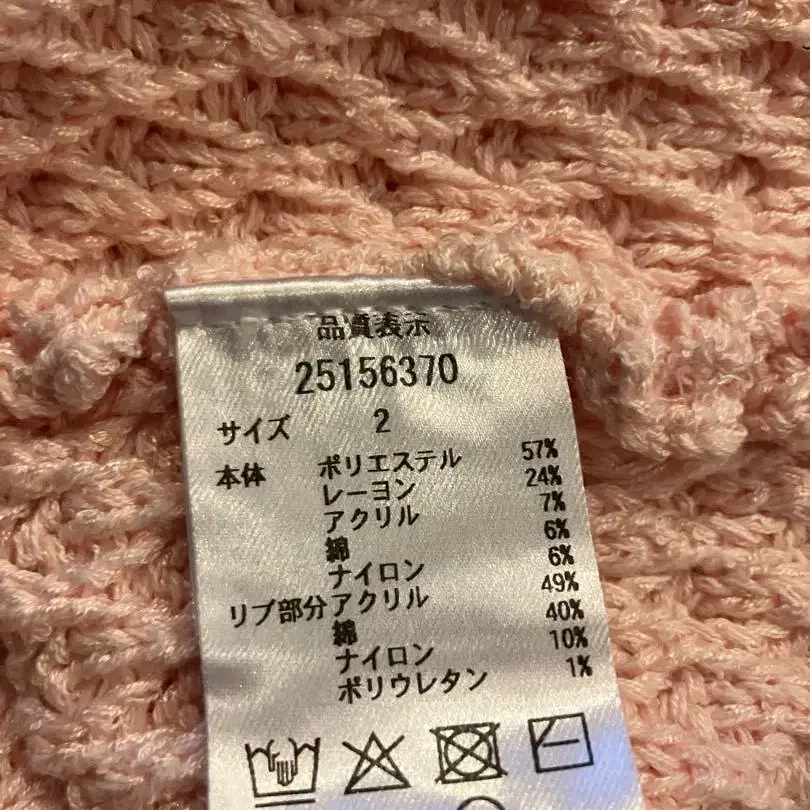 品質表示
25156370
サイズ 2
本体 ポリエステル 57%
レーヨン 24%
アクリル 7%
綿 6%
ナイロン 6%
リブ部分 アクリル 49%
綿 40%
ナイロン 10%
ポリウレタン 1%